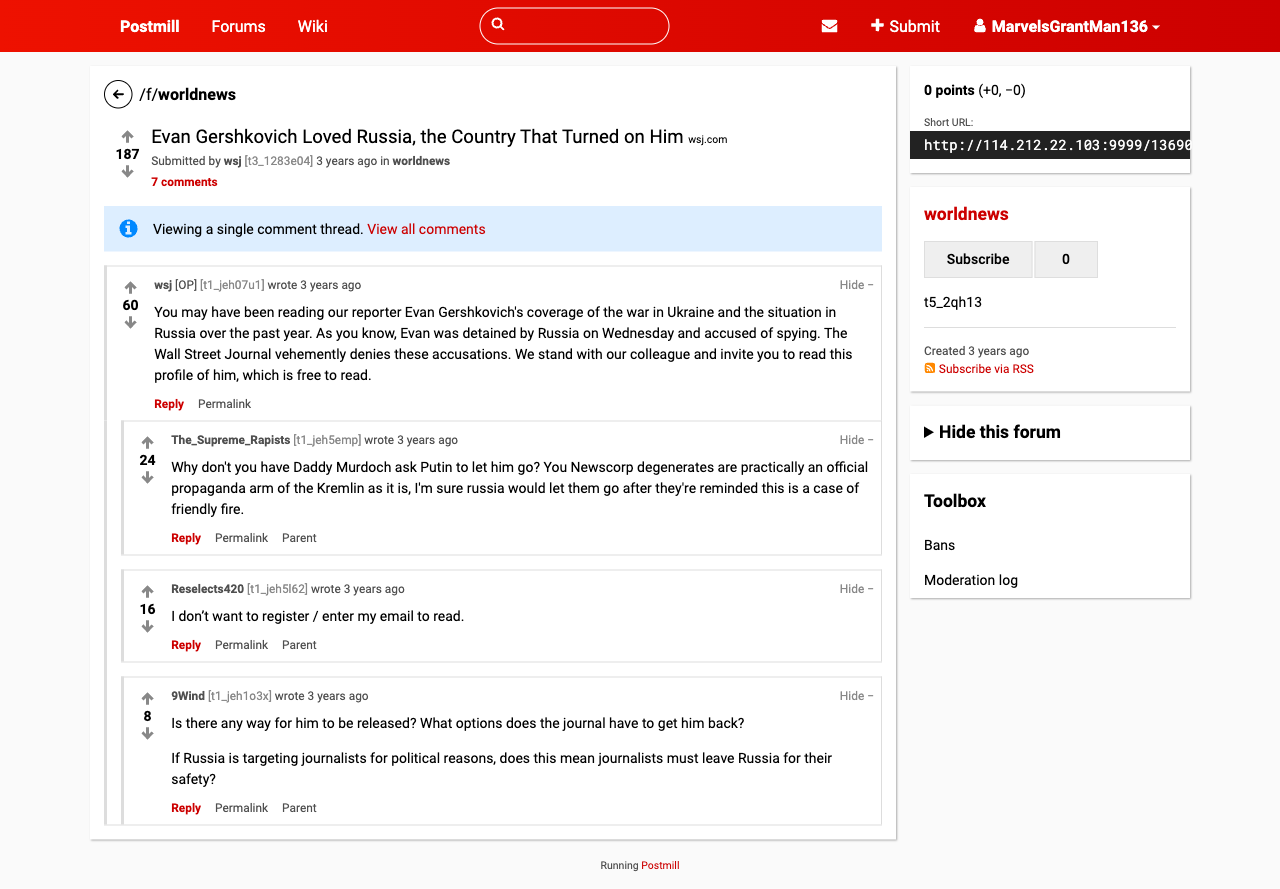 Postmill Forums Wiki Submit MarvelsGrantMan136
/f/worldnews
187
Evan Gershkovich Loved Russia, the Country That Turned on Him wsj.com
Submitted by wsj [t3_1283e04] 3 years ago in worldnews
7 comments
Viewing a single comment thread. View all comments
60
wsj [OP] [t1_jeh07u1] wrote 3 years ago Hide −
You may have been reading our reporter Evan Gershkovich's coverage of the war in Ukraine and the situation in
Russia over the past year. As you know, Evan was detained by Russia on Wednesday and accused of spying. The
Wall Street Journal vehemently denies these accusations. We stand with our colleague and invite you to read this
profile of him, which is free to read.
Reply Permalink
24
The_Supreme_Rapists [t1_jeh5emp] wrote 3 years ago Hide −
Why don't you have Daddy Murdoch ask Putin to let him go? You Newscorp degenerates are practically an official
propaganda arm of the Kremlin as it is, I'm sure russia would let them go after they're reminded this is a case of
friendly fire.
Reply Permalink Parent
16
Reselects420 [t1_jeh5l62] wrote 3 years ago Hide −
I don’t want to register / enter my email to read.
Reply Permalink Parent
8
9Wind [t1_jeh1o3x] wrote 3 years ago Hide −
Is there any way for him to be released? What options does the journal have to get him back?
If Russia is targeting journalists for political reasons, does this mean journalists must leave Russia for their
safety?
Reply Permalink Parent
0 points (+0, −0)
Short URL:
http://114.212.22.103:9999/13690
worldnews
Subscribe 0
t5_2qh13
Created 3 years ago
Subscribe via RSS
Hide this forum
Toolbox
Bans
Moderation log
Running Postmill